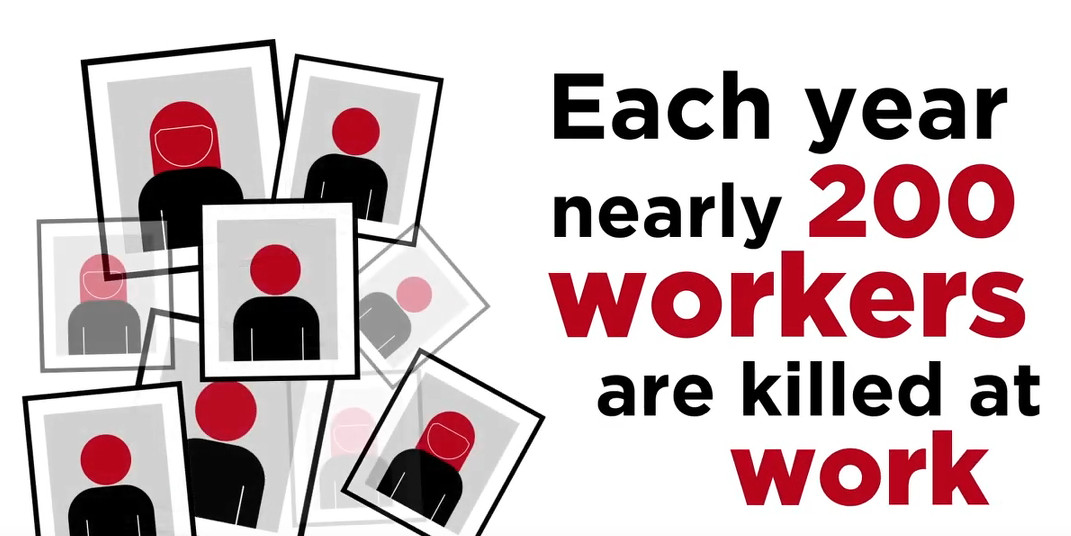 Each year
nearly 200
workers
are killed at
work